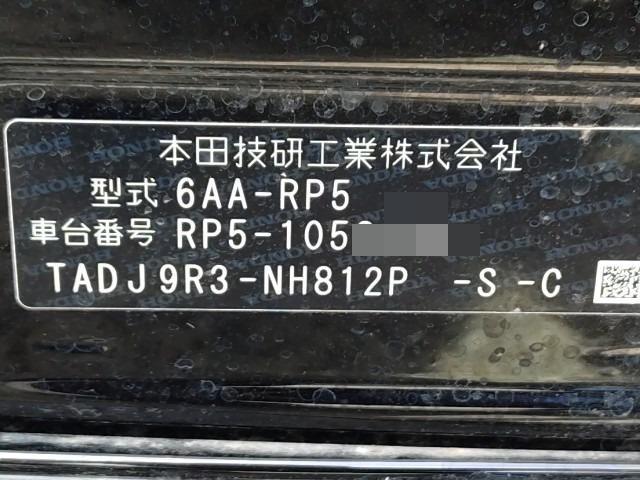 本田技研工業株式会社
型式 6AA-RP5
車台番号 RP5-105
TADJ9R3-NH812P -S -C